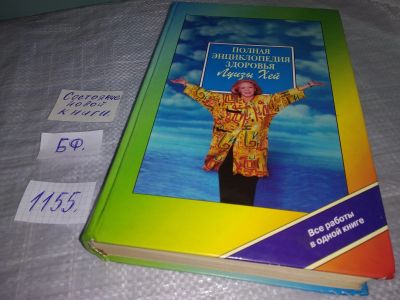 Состояние
новой
книги.
БФ.
1155.
ПОЛНАЯ
ЭНЦИКЛОПЕДИЯ
ЗДОРОВЬЯ
Луизы Хей
Все работы
в одной книге